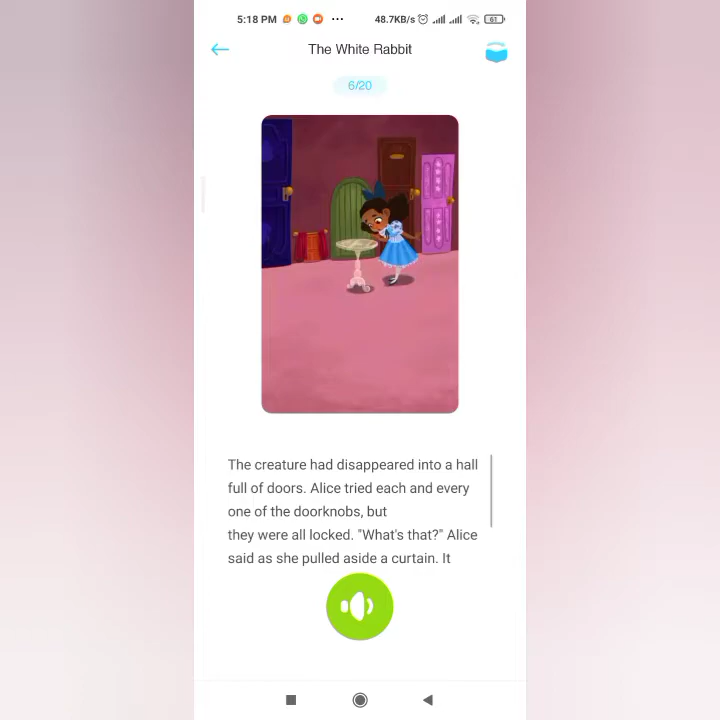 5:18 PM ••• 48.7KB/s 61
The White Rabbit
6/20
The creature had disappeared into a hall
full of doors. Alice tried each and every
one of the doorknobs, but
they were all locked. "What's that?" Alice
said as she pulled aside a curtain. It